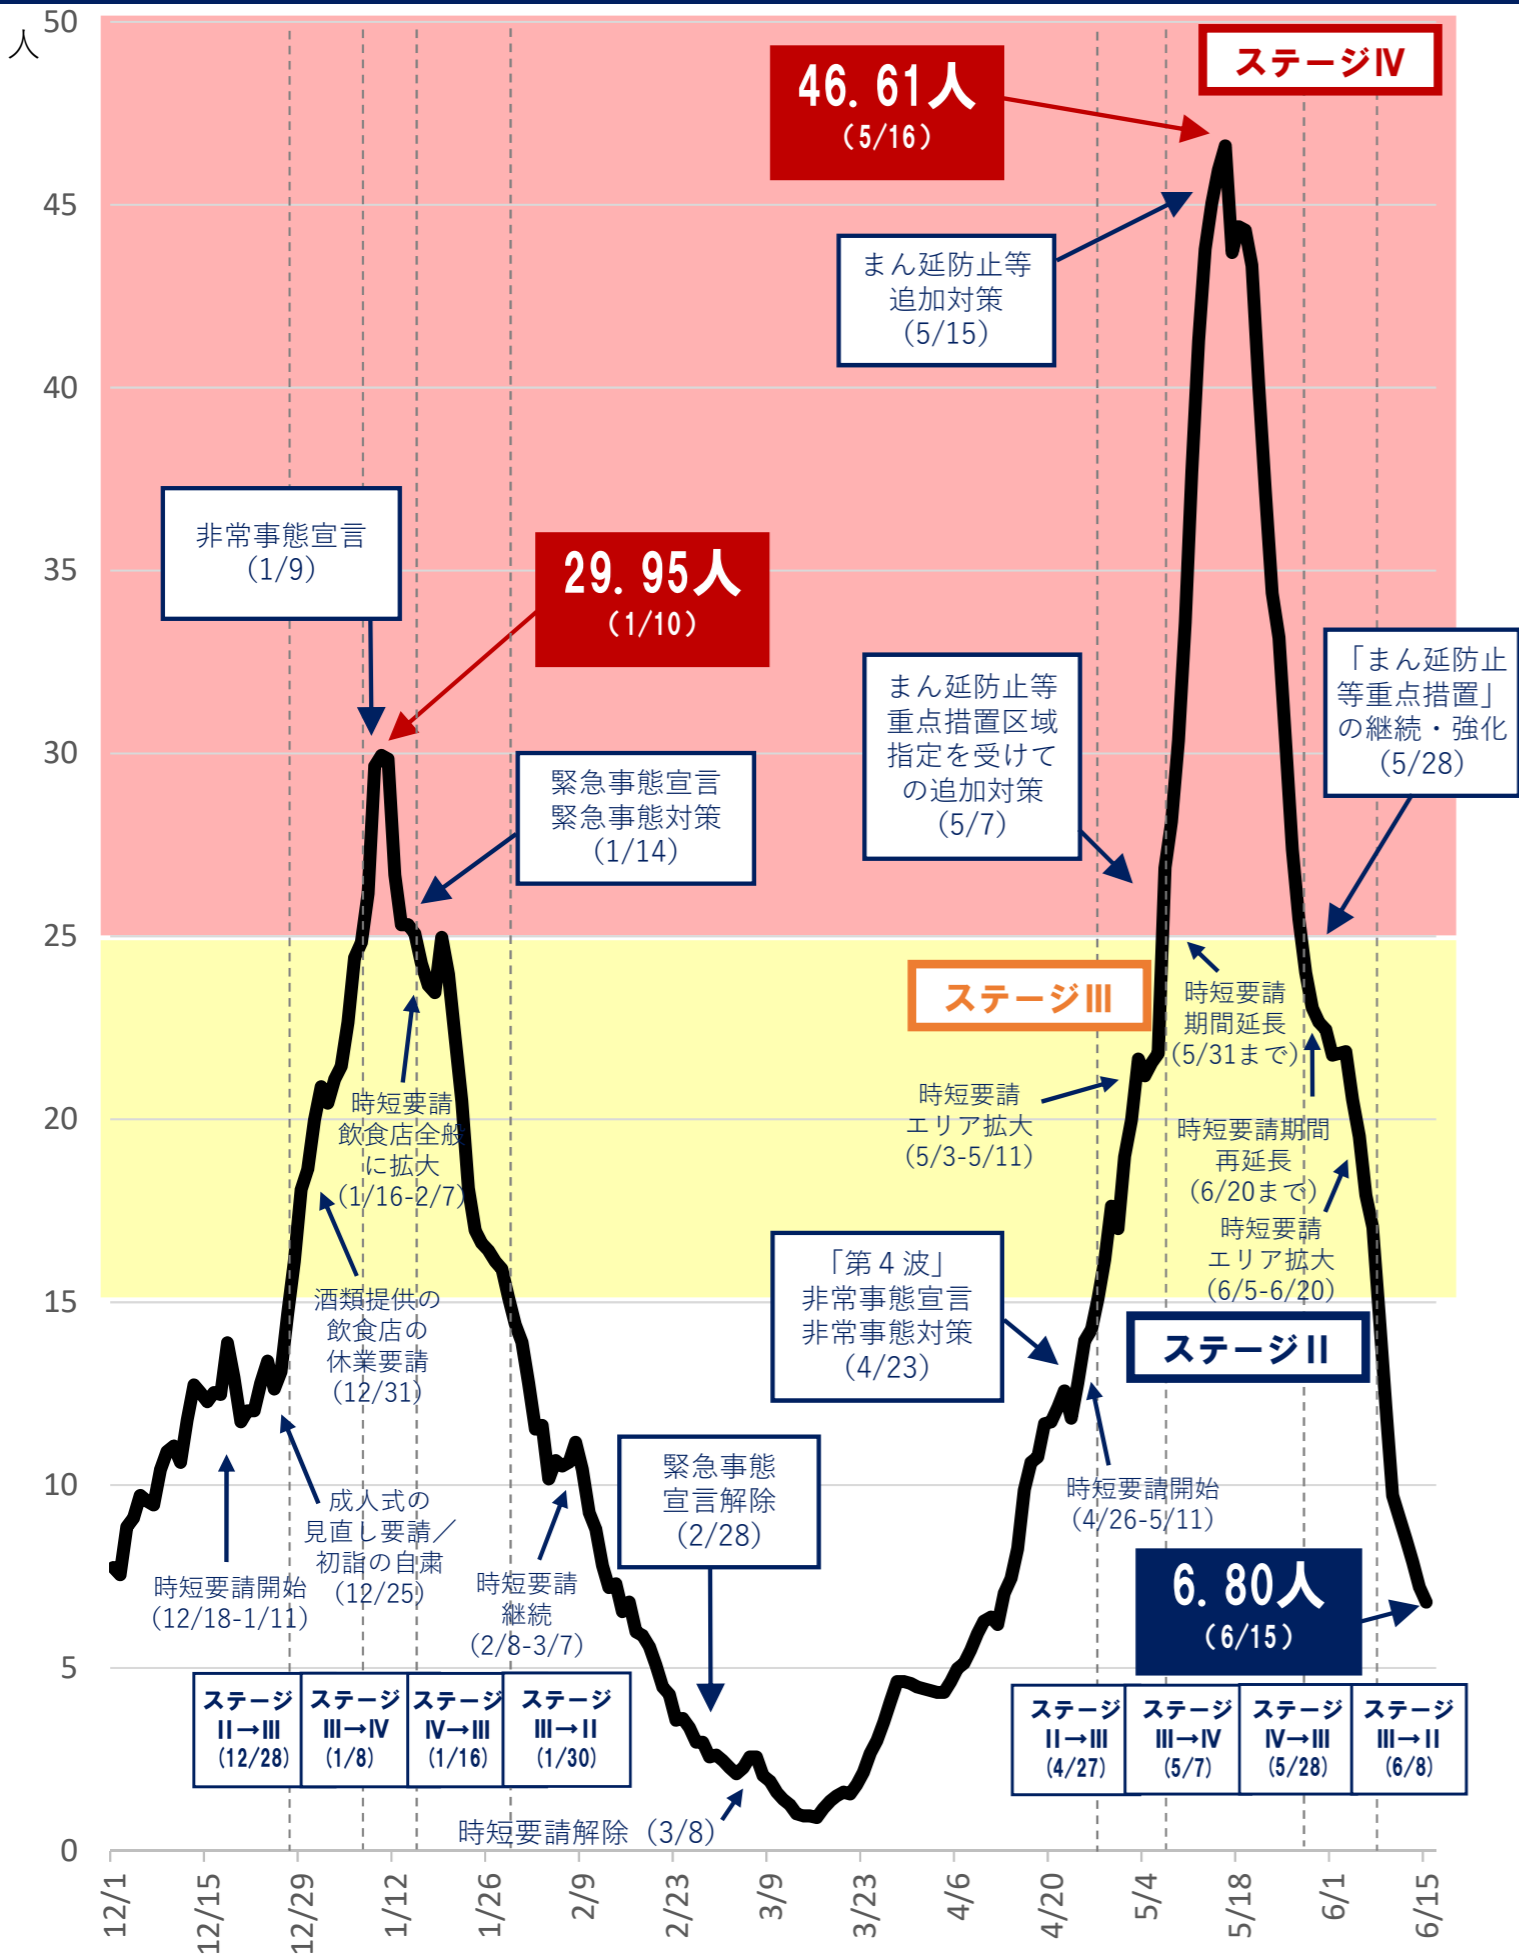 50
人
ステージⅣ
46.61人
（5/16）
45
まん延防止等
追加対策
（5/15）
40
非常事態宣言
（1/9）
35
29.95人
（1/10）
「まん延防止
等重点措置」
の継続・強化
（5/28）
まん延防止等
重点措置区域
指定を受けて
の追加対策
（5/7）
30
緊急事態宣言
緊急事態対策
（1/14）
25
ステージⅢ
時短要請
期間延長
（5/31まで）
時短要請
エリア拡大
（5/3-5/11）
時短要請
飲食店全般
に拡大
（1/16-2/7）
20
時短要請期間
再延長
（6/20まで）
時短要請
エリア拡大
（6/5-6/20）
「第４波」
非常事態宣言
非常事態対策
（4/23）
15
酒類提供の
飲食店の
休業要請
（12/31）
ステージⅡ
緊急事態
宣言解除
（2/28）
10
時短要請開始
（4/26-5/11）
成人式の
見直し要請／
初詣の自粛
（12/25）
時短要請開始
（12/18-1/11）
時短要請
継続
（2/8-3/7）
6.80人
（6/15）
5
ステージ
Ⅱ→Ⅲ
（12/28）
ステージ
Ⅲ→Ⅳ
（1/8）
ステージ
Ⅳ→Ⅲ
（1/16）
ステージ
Ⅲ→Ⅱ
（1/30）
ステージ
Ⅱ→Ⅲ
（4/27）
ステージ
Ⅲ→Ⅳ
（5/7）
ステージ
Ⅳ→Ⅲ
（5/28）
ステージ
Ⅲ→Ⅱ
（6/8）
時短要請解除（3/8）
0
12/1
12/15
12/29
1/12
1/26
2/9
2/23
3/9
3/23
4/6
4/20
5/4
5/18
6/1
6/15